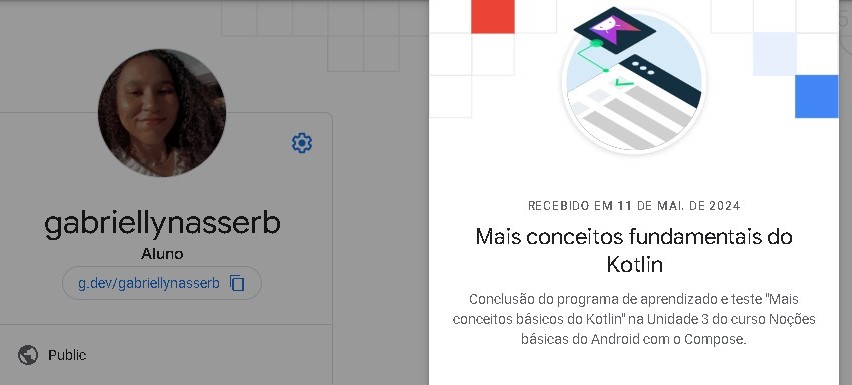 gabriellynasserb
Aluno
g.dev/gabriellynasserb
Public
RECEBIDO EM 11 DE MAI. DE 2024
Mais conceitos fundamentais do
Kotlin
Conclusão do programa de aprendizado e teste "Mais
conceitos básicos do Kotlin" na Unidade 3 do curso Noções
básicas do Android com o Compose.